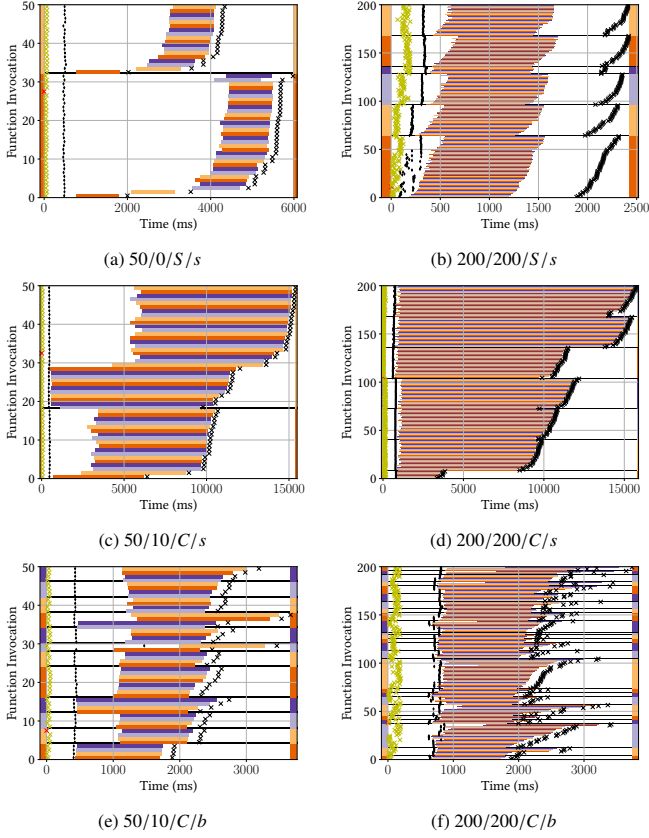 50
40
30
20
10
0
Function Invocation
0 2000 4000 6000
Time (ms)
(a) 50/0/S/s
200
150
100
50
0
Function Invocation
0 500 1000 1500 2000 2500
Time (ms)
(b) 200/200/S/s
50
40
30
20
10
0
Function Invocation
0 5000 10000 15000
Time (ms)
(c) 50/10/C/s
200
150
100
50
0
Function Invocation
0 5000 10000 15000
Time (ms)
(d) 200/200/C/s
50
40
30
20
10
0
Function Invocation
0 1000 2000 3000
Time (ms)
(e) 50/10/C/b
200
150
100
50
0
Function Invocation
0 1000 2000 3000
Time (ms)
(f) 200/200/C/b